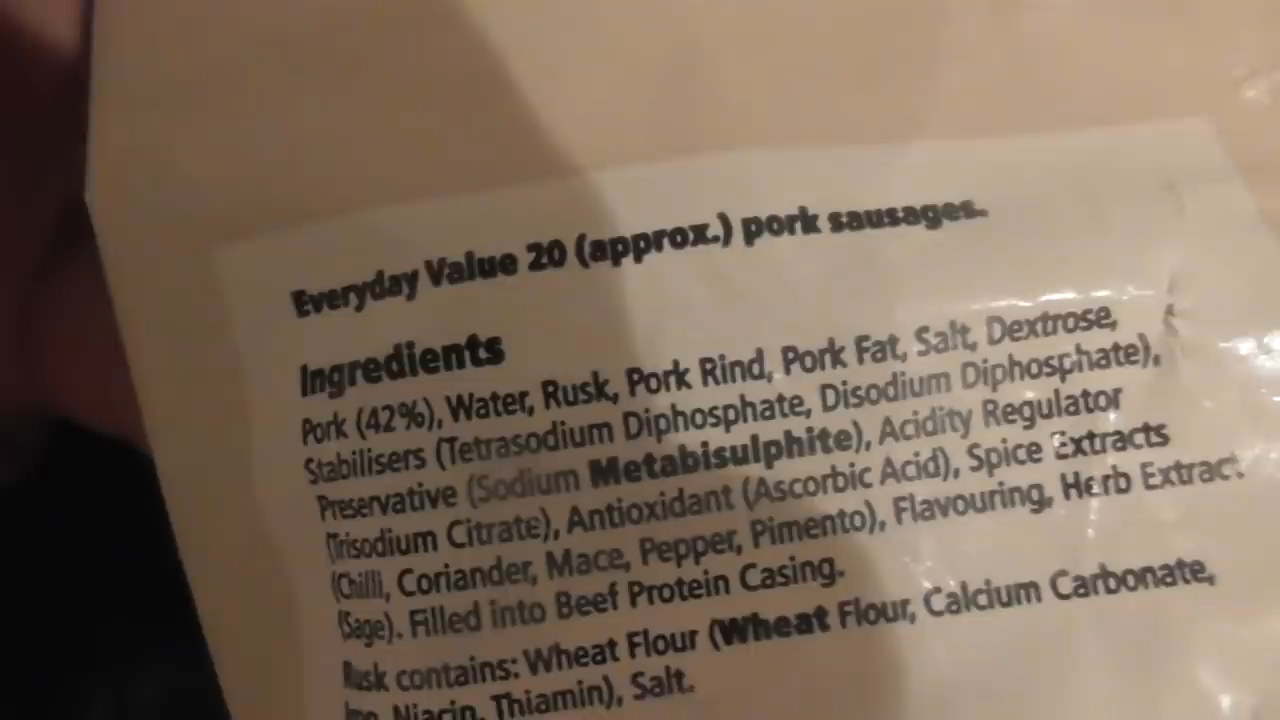 Everyday Value 20 (approx.) pork sausages.
Ingredients
Pork (42%), Water, Rusk, Pork Rind, Pork Fat, Salt, Dextrose,
Stabilisers (Tetrasodium Diphosphate, Disodium Diphosphate),
Preservative (Sodium Metabisulphite), Acidity Regulator
(Trisodium Citrate), Antioxidant (Ascorbic Acid), Spice Extracts
(Chilli, Coriander, Mace, Pepper, Pimento), Flavouring, Herb Extract
(Sage). Filled into Beef Protein Casing.
Rusk contains: Wheat Flour (Wheat Flour, Calcium Carbonate,
Niacin, Thiamin), Salt.